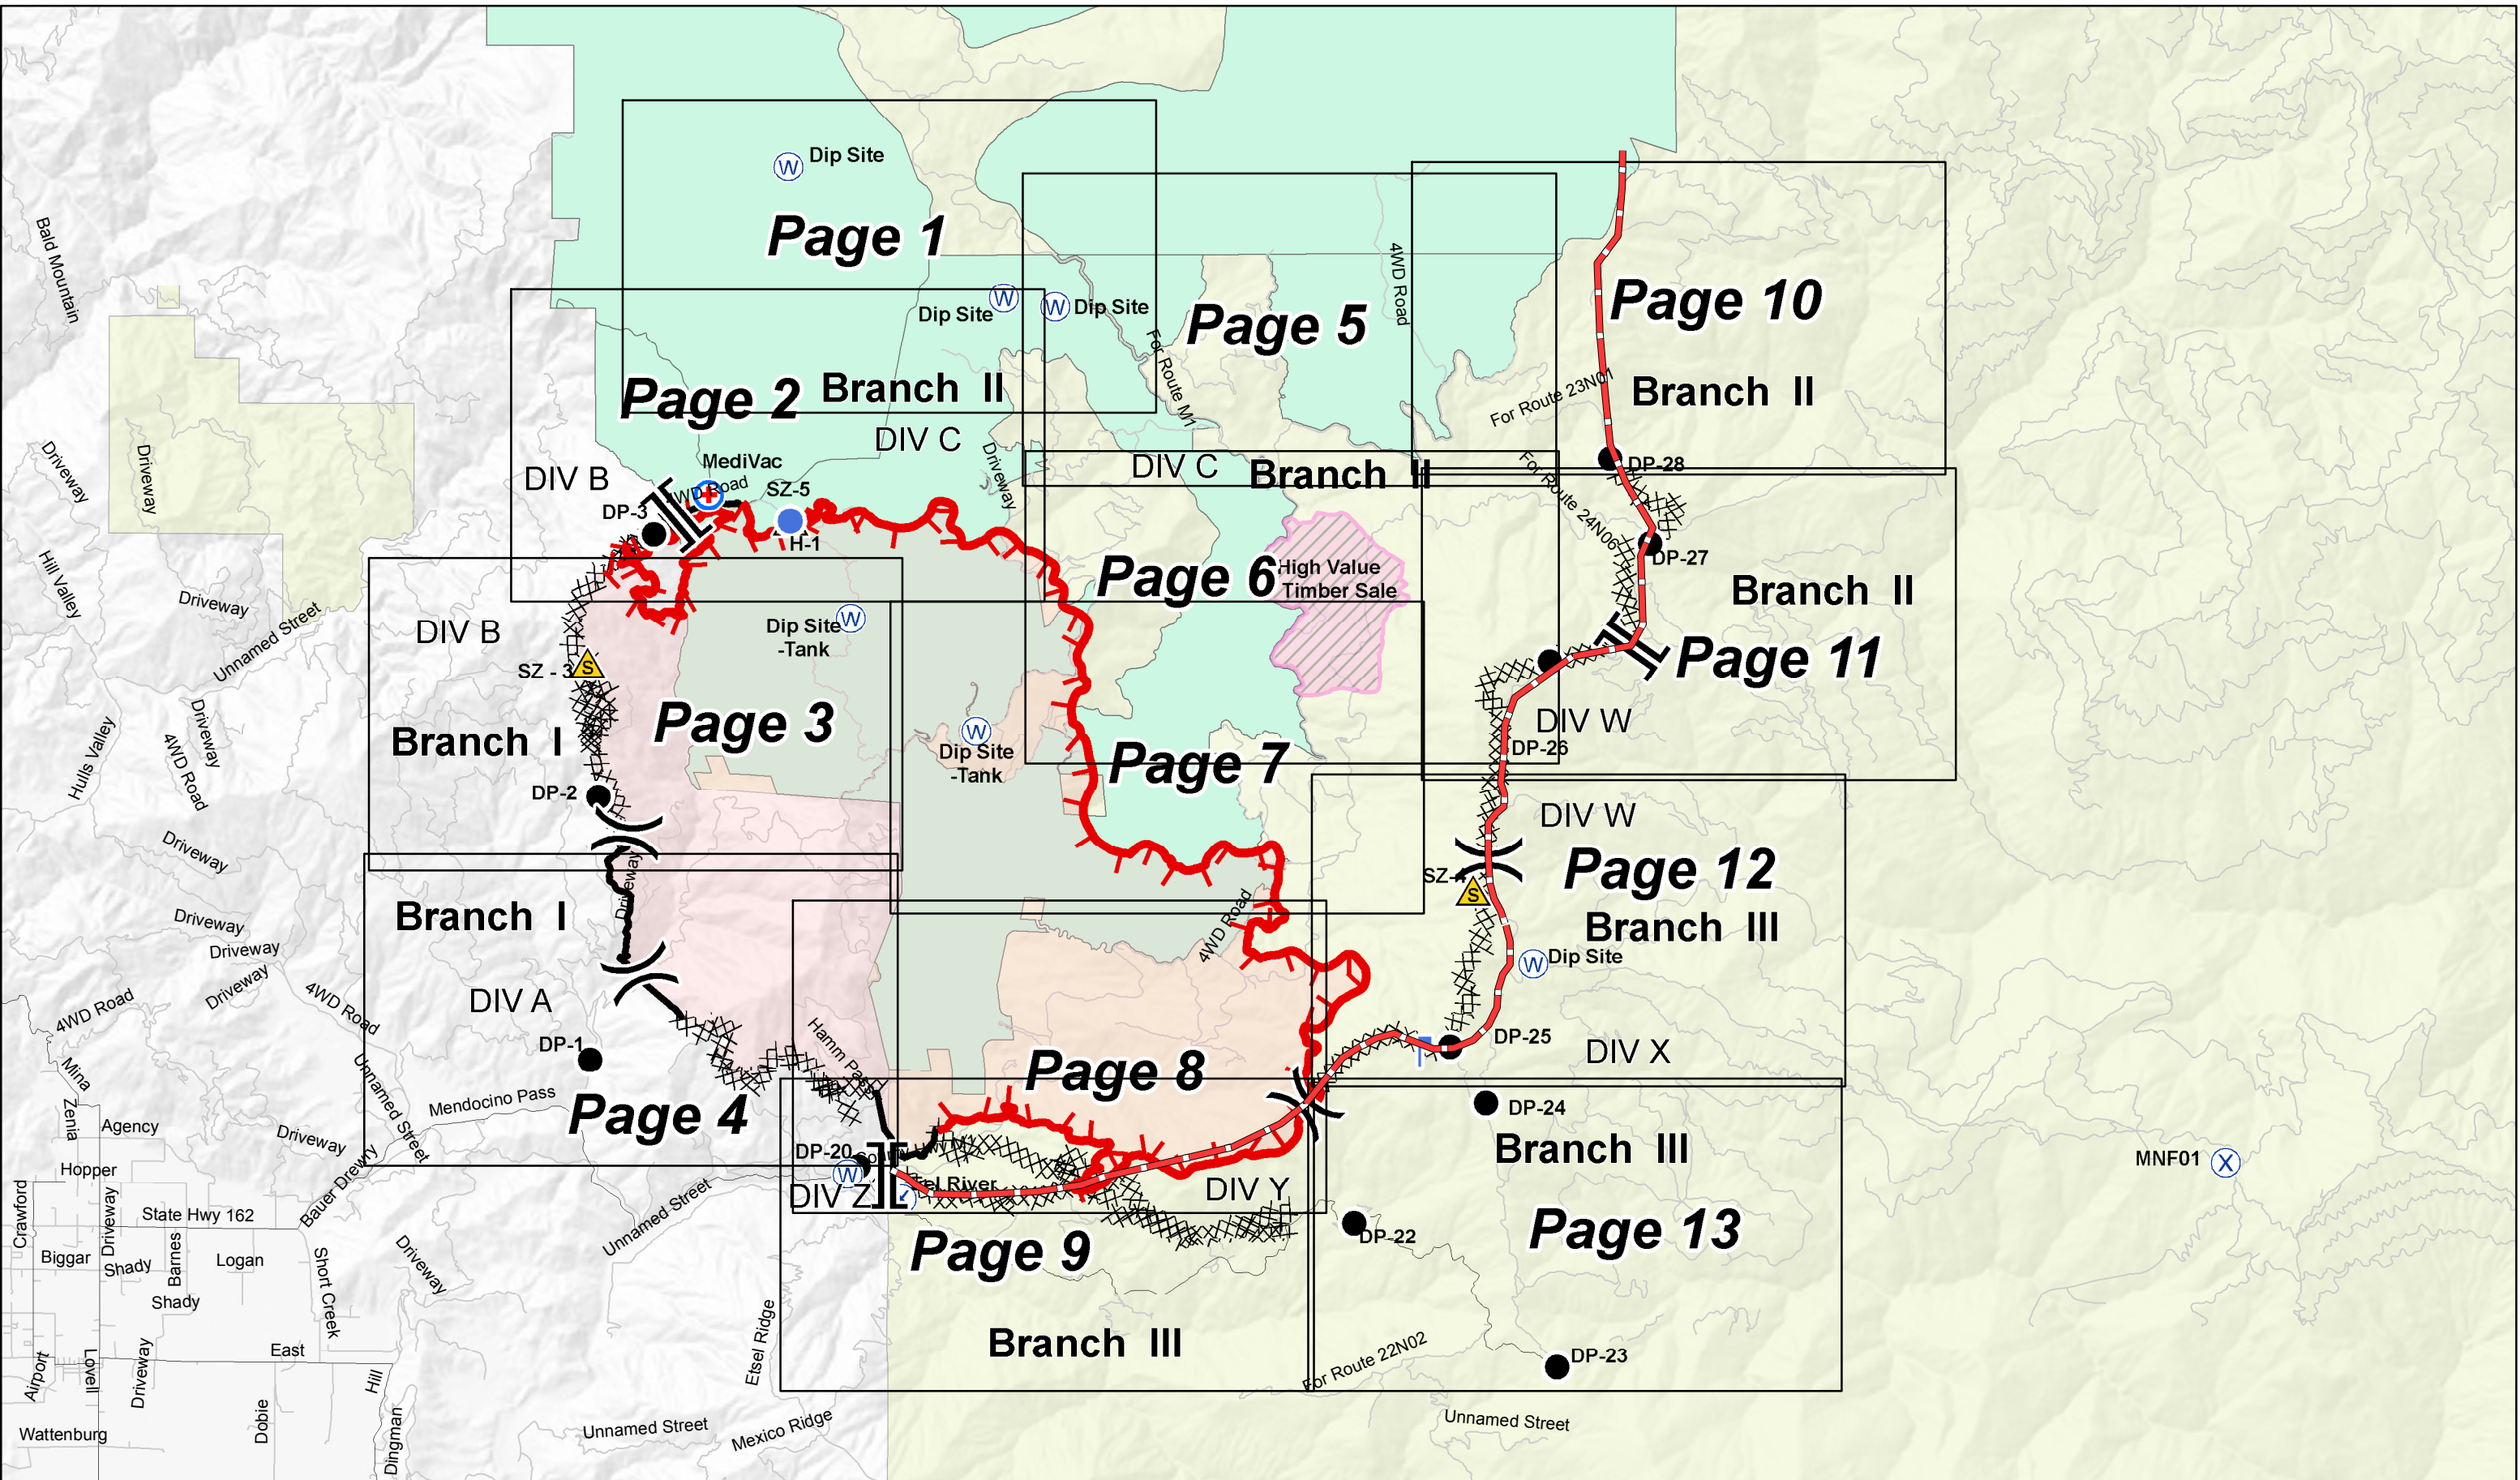 Dip Site
Page 1
Bald Mountain
4WD Road
Page 10
Dip Site
Dip Site
Page 5
For Route M1
Page 2
Branch II
For Route 23N01
Branch II
DIV C
Driveway
Driveway
Driveway
DIV B
MediVac
4WD Road
SZ-5
DIV C
Branch II
For Route 24N06
DP-28
DP-3
H-1
DP-27
Page 6
High Value
Timber Sale
Branch II
Hill Valley
Driveway
Unnamed Street
DIV B
Dip Site
-Tank
Page 11
SZ - 3
Driveway
Hulls Valley
4WD Road
Branch I
Page 3
Dip Site
-Tank
Page 7
DIV W
DP-26
DP-2
DIV W
Driveway
Driveway
Page 12
SZ-4
Branch I
Branch III
Driveway
Driveway
Driveway
4WD Road
Dip Site
4WD Road
4WD Road
DIV A
DP-1
Hamm Pass
DP-25
DIV X
Page 8
Mina
Unnamed Street
Mendocino Pass
Page 4
DP-24
Zenia
Agency
Driveway
Branch III
DP-20
MNF01
Hopper
Bauer Drewry
DIV Z
DIV Y
Crawford
Driveway
State Hwy 162
Unnamed Street
Page 13
DP-22
Biggar
Shady
Barnes
Logan
Short Creek
Driveway
Page 9
Shady
Etsel Ridge
Branch III
East
Airport
Lovell
Driveway
Hill
For Route 22N02
DP-23
Wattenburg
Dobie
Dingman
Unnamed Street
Mexico Ridge
Unnamed Street